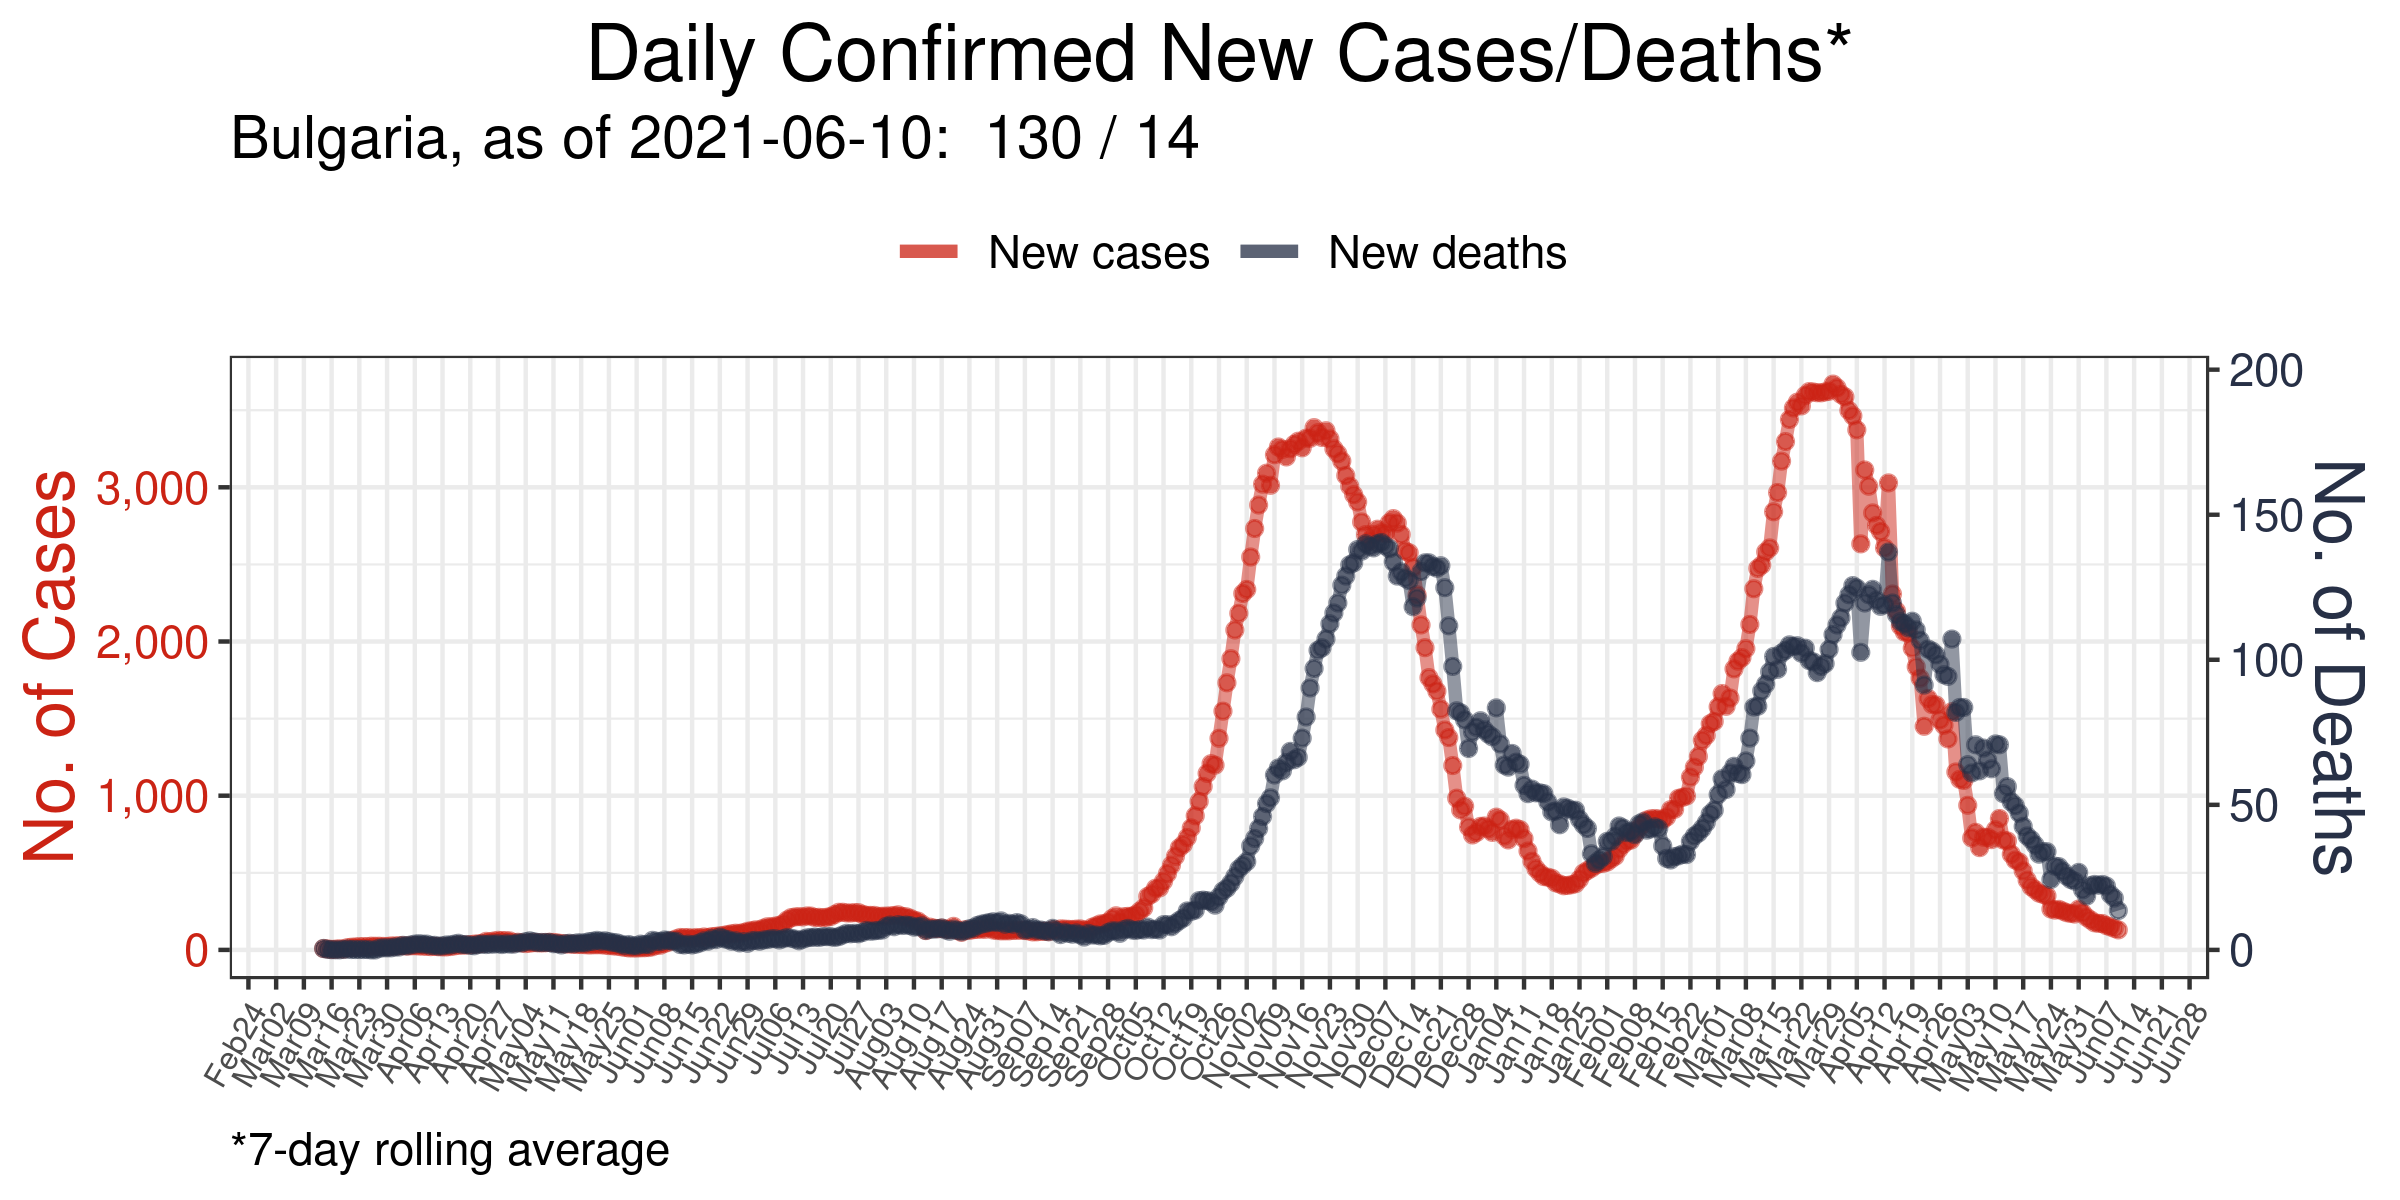 Daily Confirmed New Cases/Deaths*
Bulgaria, as of 2021-06-10:  130 / 14
New cases
New deaths
No. of Cases
3,000
2,000
1,000
0
200
150
100
50
0
No. of Deaths
Feb24
Mar02
Mar09
Mar16
Mar23
Mar30
Apr06
Apr13
Apr20
Apr27
May04
May11
May18
May25
Jun01
Jun08
Jun15
Jun22
Jun29
Jul06
Jul13
Jul20
Jul27
Aug03
Aug10
Aug17
Aug24
Aug31
Sep07
Sep14
Sep21
Sep28
Oct05
Oct12
Oct19
Oct26
Nov02
Nov09
Nov16
Nov23
Nov30
Dec07
Dec14
Dec21
Dec28
Jan04
Jan11
Jan18
Jan25
Feb01
Feb08
Feb15
Feb22
Mar01
Mar08
Mar15
Mar22
Mar29
Apr05
Apr12
Apr19
Apr26
May03
May10
May17
May24
May31
Jun07
Jun14
Jun21
Jun28
*7-day rolling average